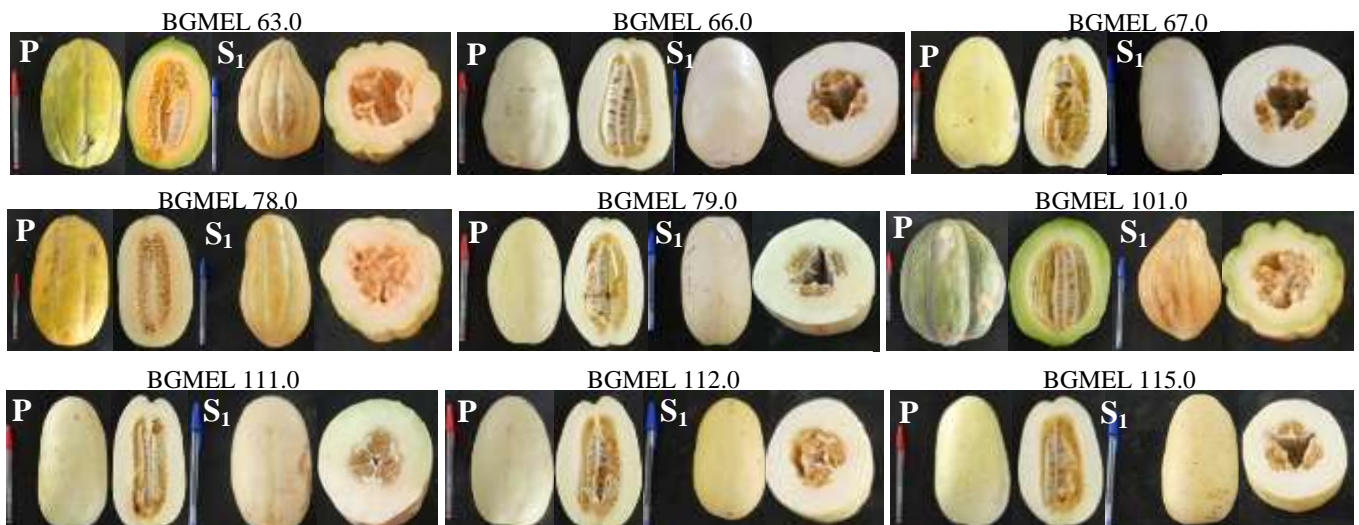 BGMEL 63.0 BGMEL 66.0 BGMEL 67.0
P S₁ P S₁ P S₁
BGMEL 78.0 BGMEL 79.0 BGMEL 101.0
P S₁ P S₁ P S₁
BGMEL 111.0 BGMEL 112.0 BGMEL 115.0
P S₁ P S₁ P S₁